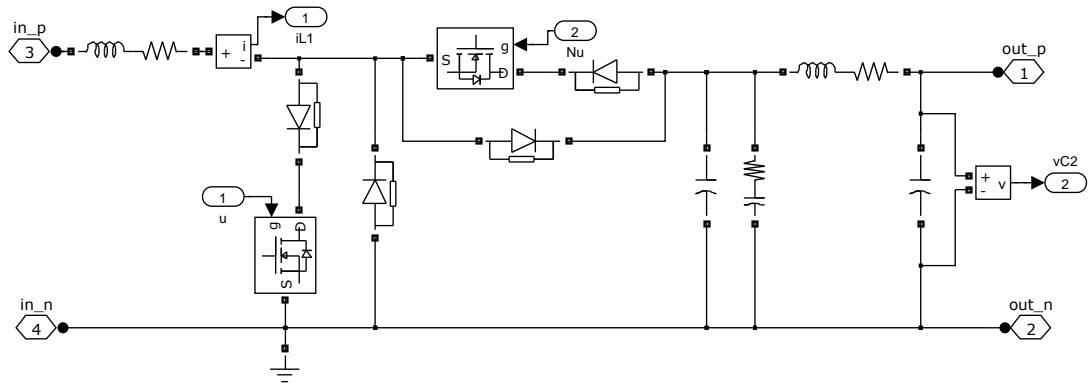 in_p
3
1
iL1
i
+
-
g
S
D
2
Nu
out_p
1
1
u
g
D
S
+
-
v
vC2
2
in_n
4
out_n
2